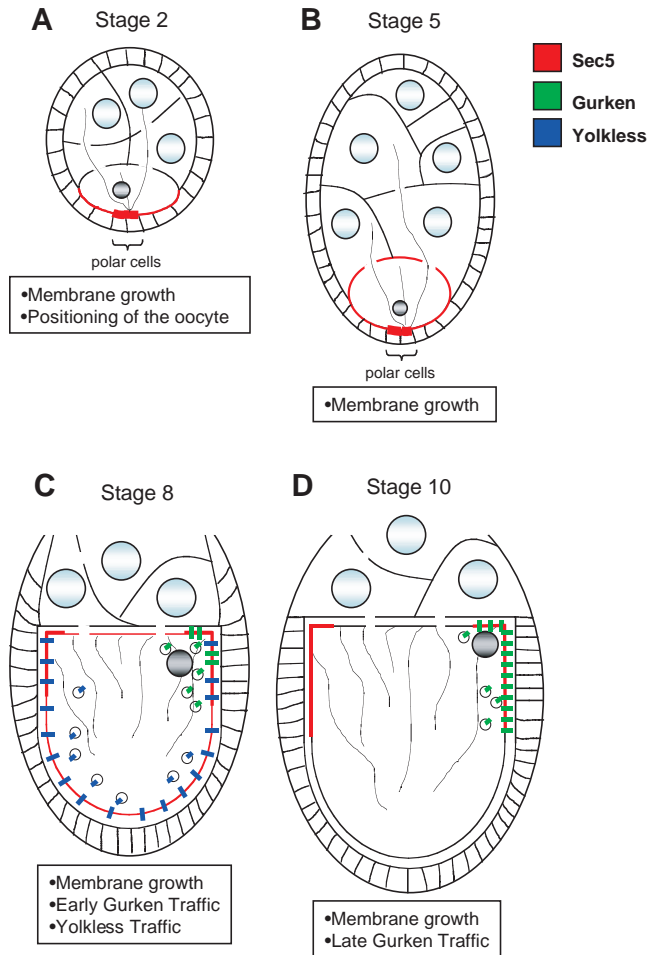 A
Stage 2
polar cells
•Membrane growth
•Positioning of the oocyte
B
Stage 5
polar cells
•Membrane growth
Sec5
Gurken
Yolkless
C
Stage 8
•Membrane growth
•Early Gurken Traffic
•Yolkless Traffic
D
Stage 10
•Membrane growth
•Late Gurken Traffic